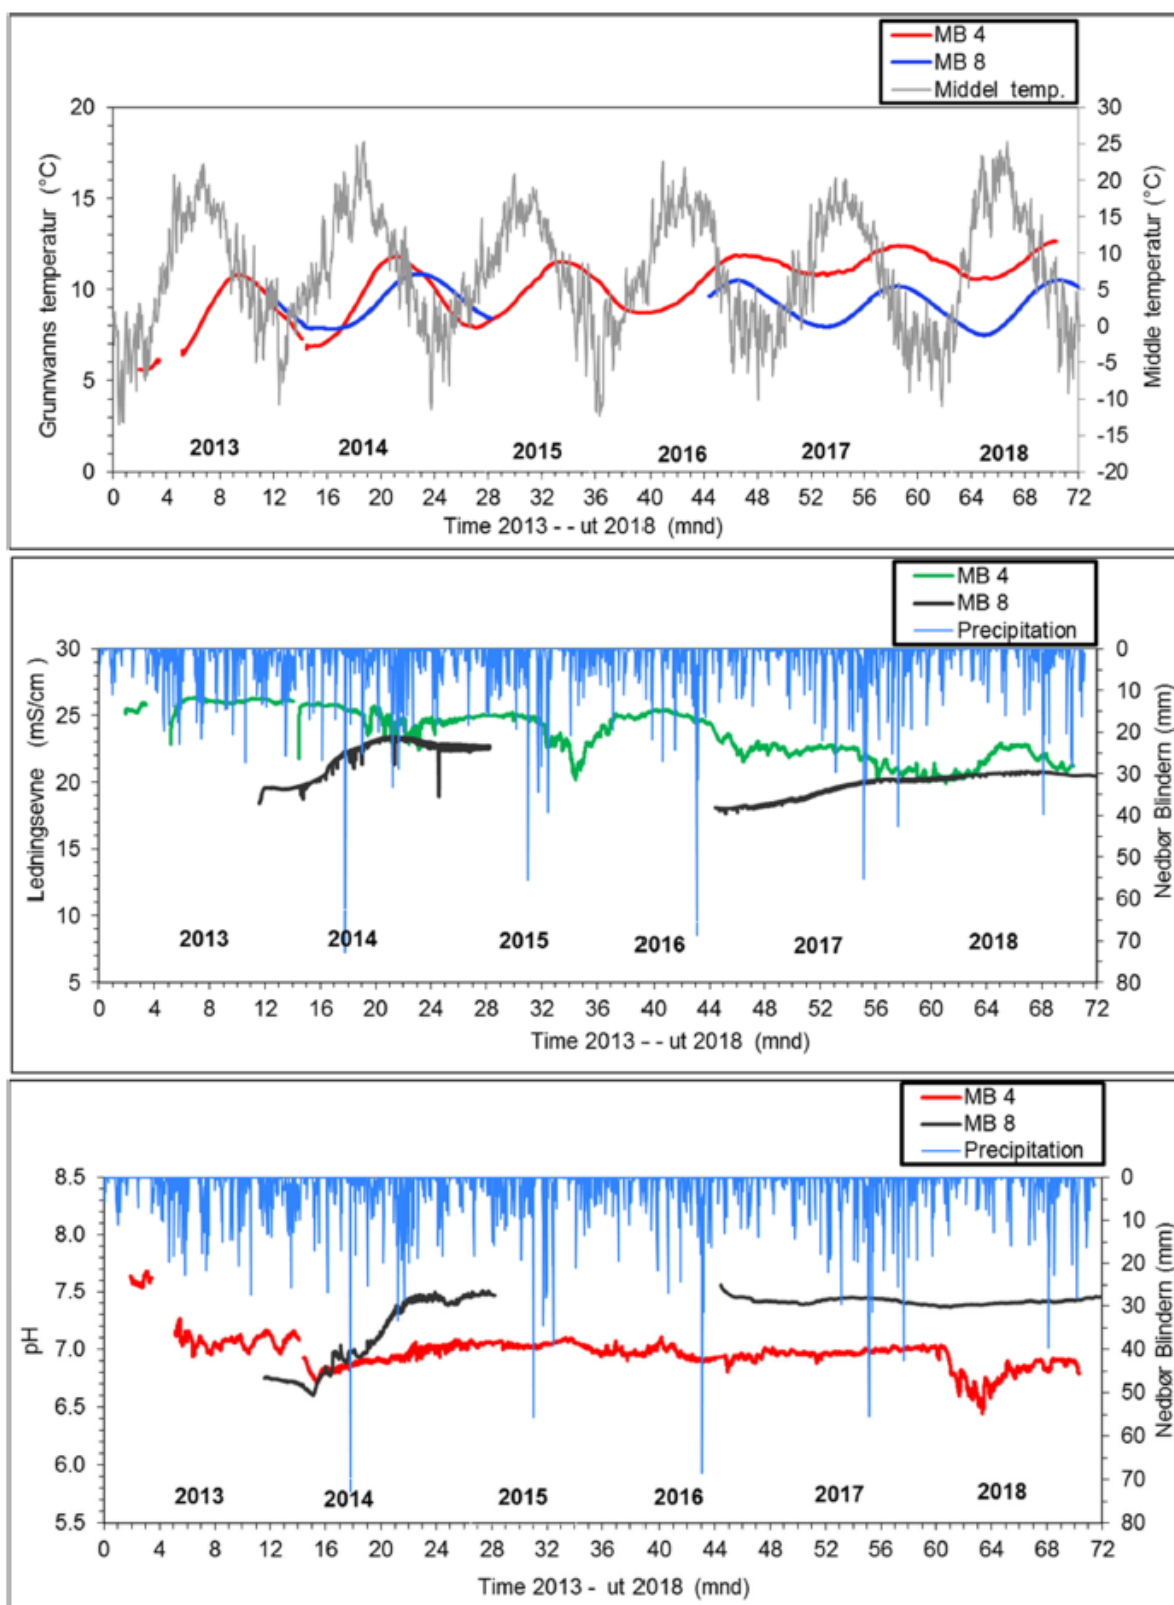 MB 4
MB 8
Middel temp.
20
15
10
5
0
Grunnvanns temperatur (°C)
30
25
20
15
10
5
0
-5
-10
-15
-20
Middle temperatur (°C)
2013 2014 2015 2016 2017 2018
0 4 8 12 16 20 24 28 32 36 40 44 48 52 56 60 64 68 72
Time 2013 - - ut 2018 (mnd)
MB 4
MB 8
Precipitation
30
25
20
15
10
5
Ledningsevne (mS/cm )
0
10
20
30
40
50
60
70
80
Nedbør Blindern (mm)
2013 2014 2015 2016 2017 2018
0 4 8 12 16 20 24 28 32 36 40 44 48 52 56 60 64 68 72
Time 2013 - - ut 2018 (mnd)
MB 4
MB 8
Precipitation
8.5
8.0
7.5
7.0
6.5
6.0
5.5
pH
0
10
20
30
40
50
60
70
80
Nedbør Blindern (mm)
2013 2014 2015 2016 2017 2018
0 4 8 12 16 20 24 28 32 36 40 44 48 52 56 60 64 68 72
Time 2013 - ut 2018 (mnd)